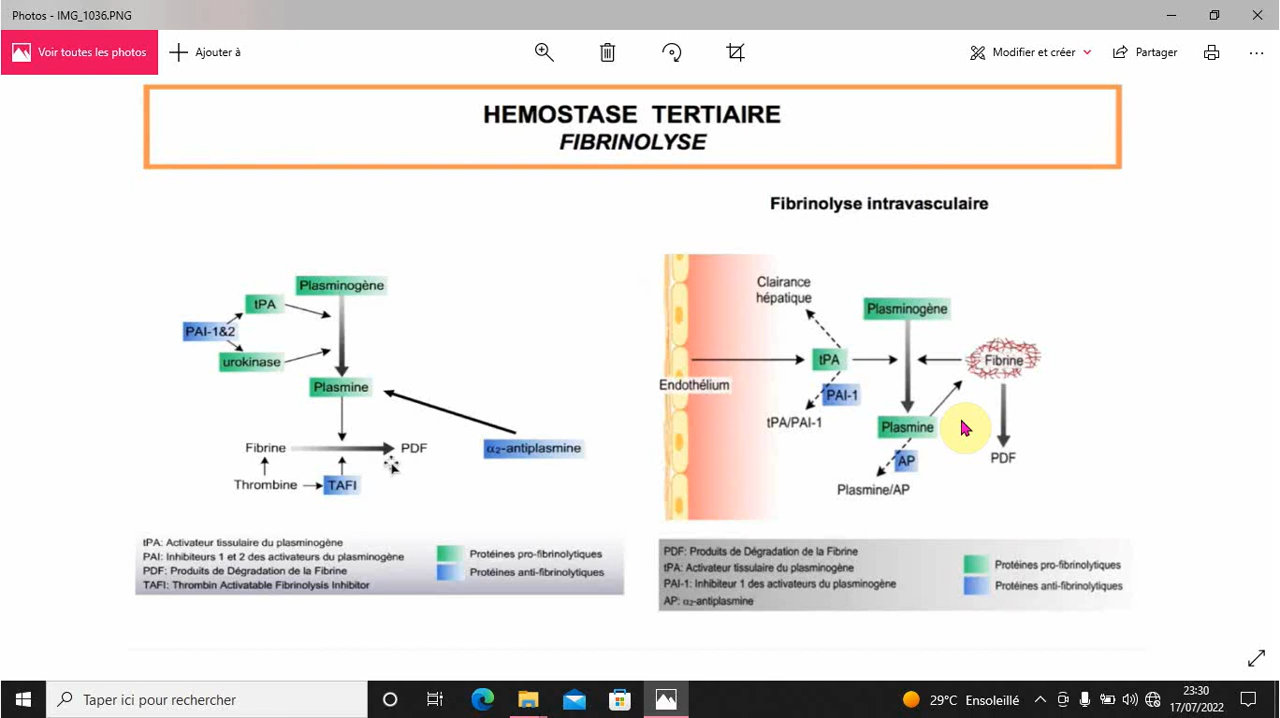 Photos - IMG_1036.PNG
Voir toutes les photos
Ajouter à
Modifier et créer
Partager
HEMOSTASE TERTIAIRE
FIBRINOLYSE
Fibrinolyse intravasculaire
Plasminogène
tPA
PAI-1&2
urokinase
Plasmine
Fibrine
PDF
α₂-antiplasmine
Thrombine
TAFI
tPA: Activateur tissulaire du plasminogène
PAI: Inhibiteurs 1 et 2 des activateurs du plasminogène
PDF: Produits de Dégradation de la Fibrine
TAFI: Thrombin Activatable Fibrinolysis Inhibitor
Protéines pro-fibrinolytiques
Protéines anti-fibrinolytiques
Clairance
hépatique
Plasminogène
tPA
Fibrine
Endothélium
PAI-1
tPA/PAI-1
Plasmine
AP
PDF
Plasmine/AP
PDF: Produits de Dégradation de la Fibrine
tPA: Activateur tissulaire du plasminogène
PAI-1: Inhibiteur 1 des activateurs du plasminogène
AP: α₂-antiplasmine
Protéines pro-fibrinolytiques
Protéines anti-fibrinolytiques
Taper ici pour rechercher
29°C Ensoleillé
23:30
17/07/2022